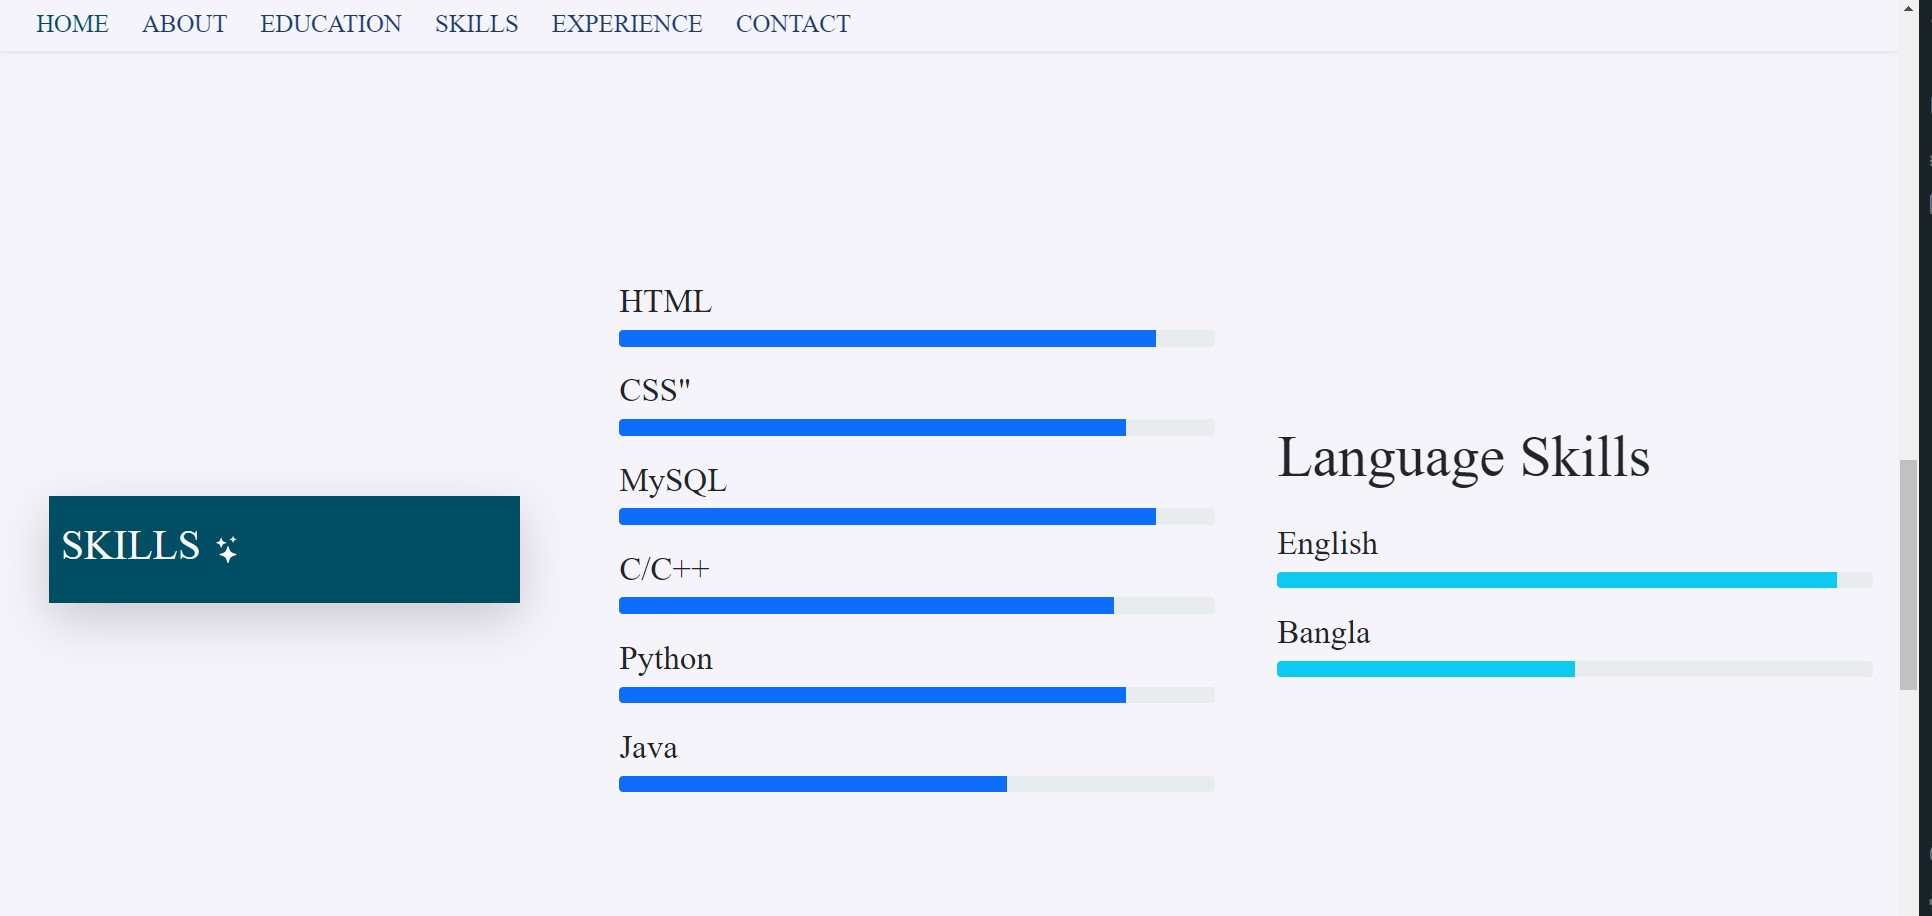 HOME ABOUT EDUCATION SKILLS EXPERIENCE CONTACT
SKILLS
HTML
CSS"
MySQL
C/C++
Python
Java
Language Skills
English
Bangla